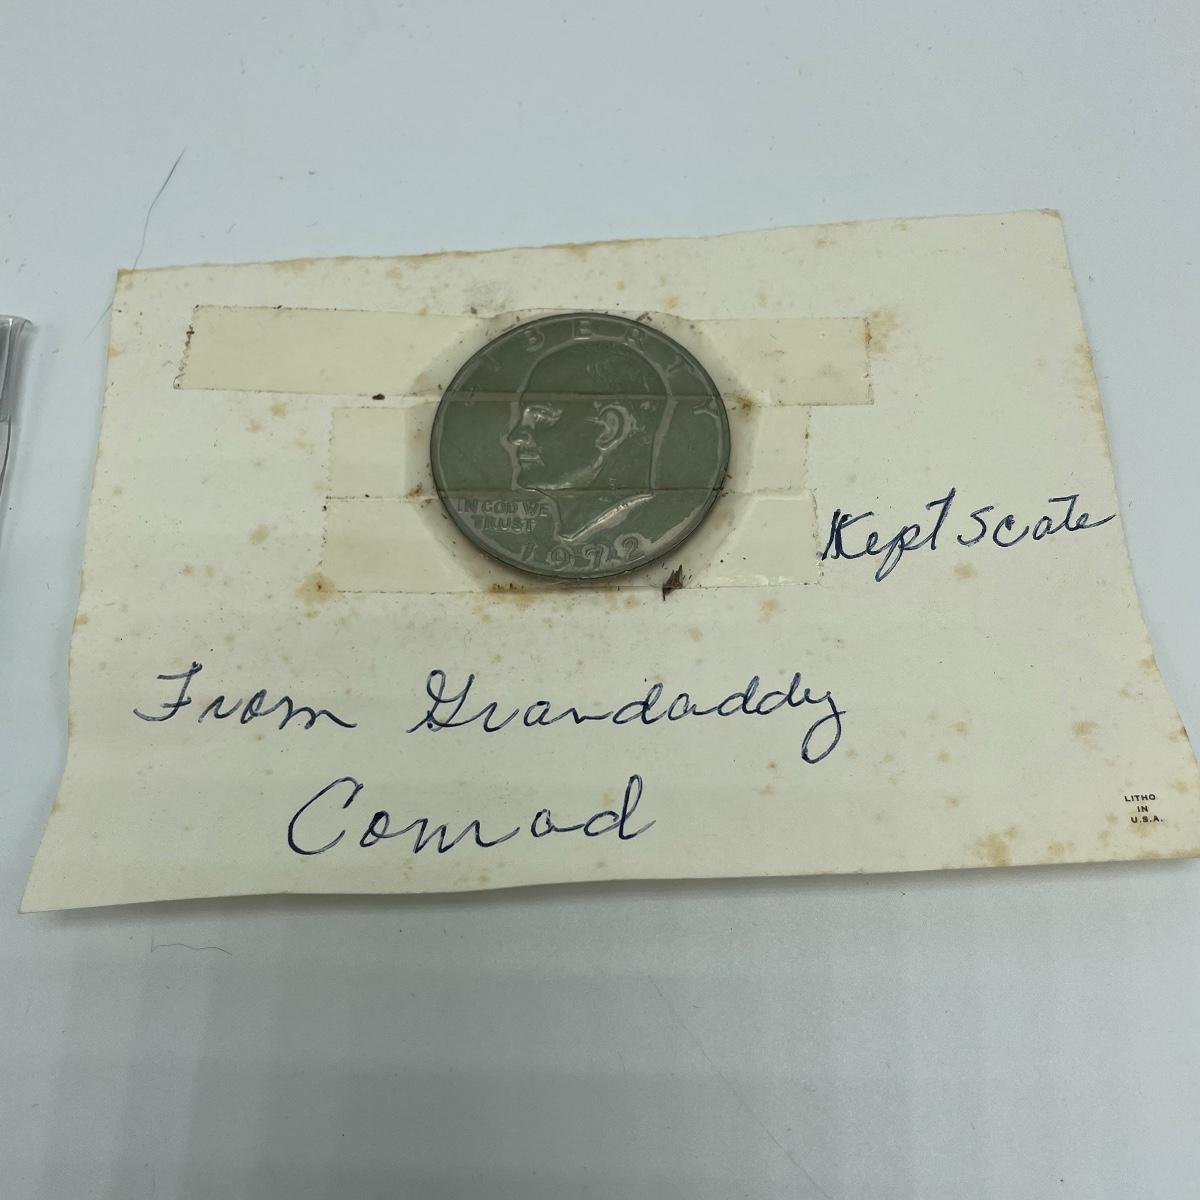 LIBERTY
IN GOD WE
TRUST
1972
Kept Scate
From Grandaddy
Conrad
LITHO
IN
U.S.A.